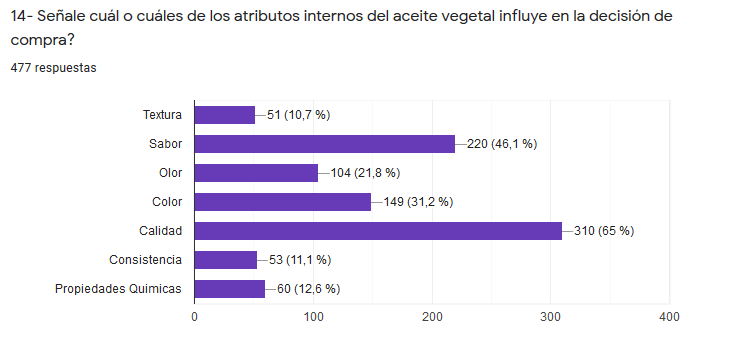 14- Señale cuál o cuáles de los atributos internos del aceite vegetal influye en la decisión de
compra?
477 respuestas
Textura 51 (10,7 %)
Sabor 220 (46,1 %)
Olor 104 (21,8 %)
Color 149 (31,2 %)
Calidad 310 (65 %)
Consistencia 53 (11,1 %)
Propiedades Quimicas 60 (12,6 %)
0 100 200 300 400